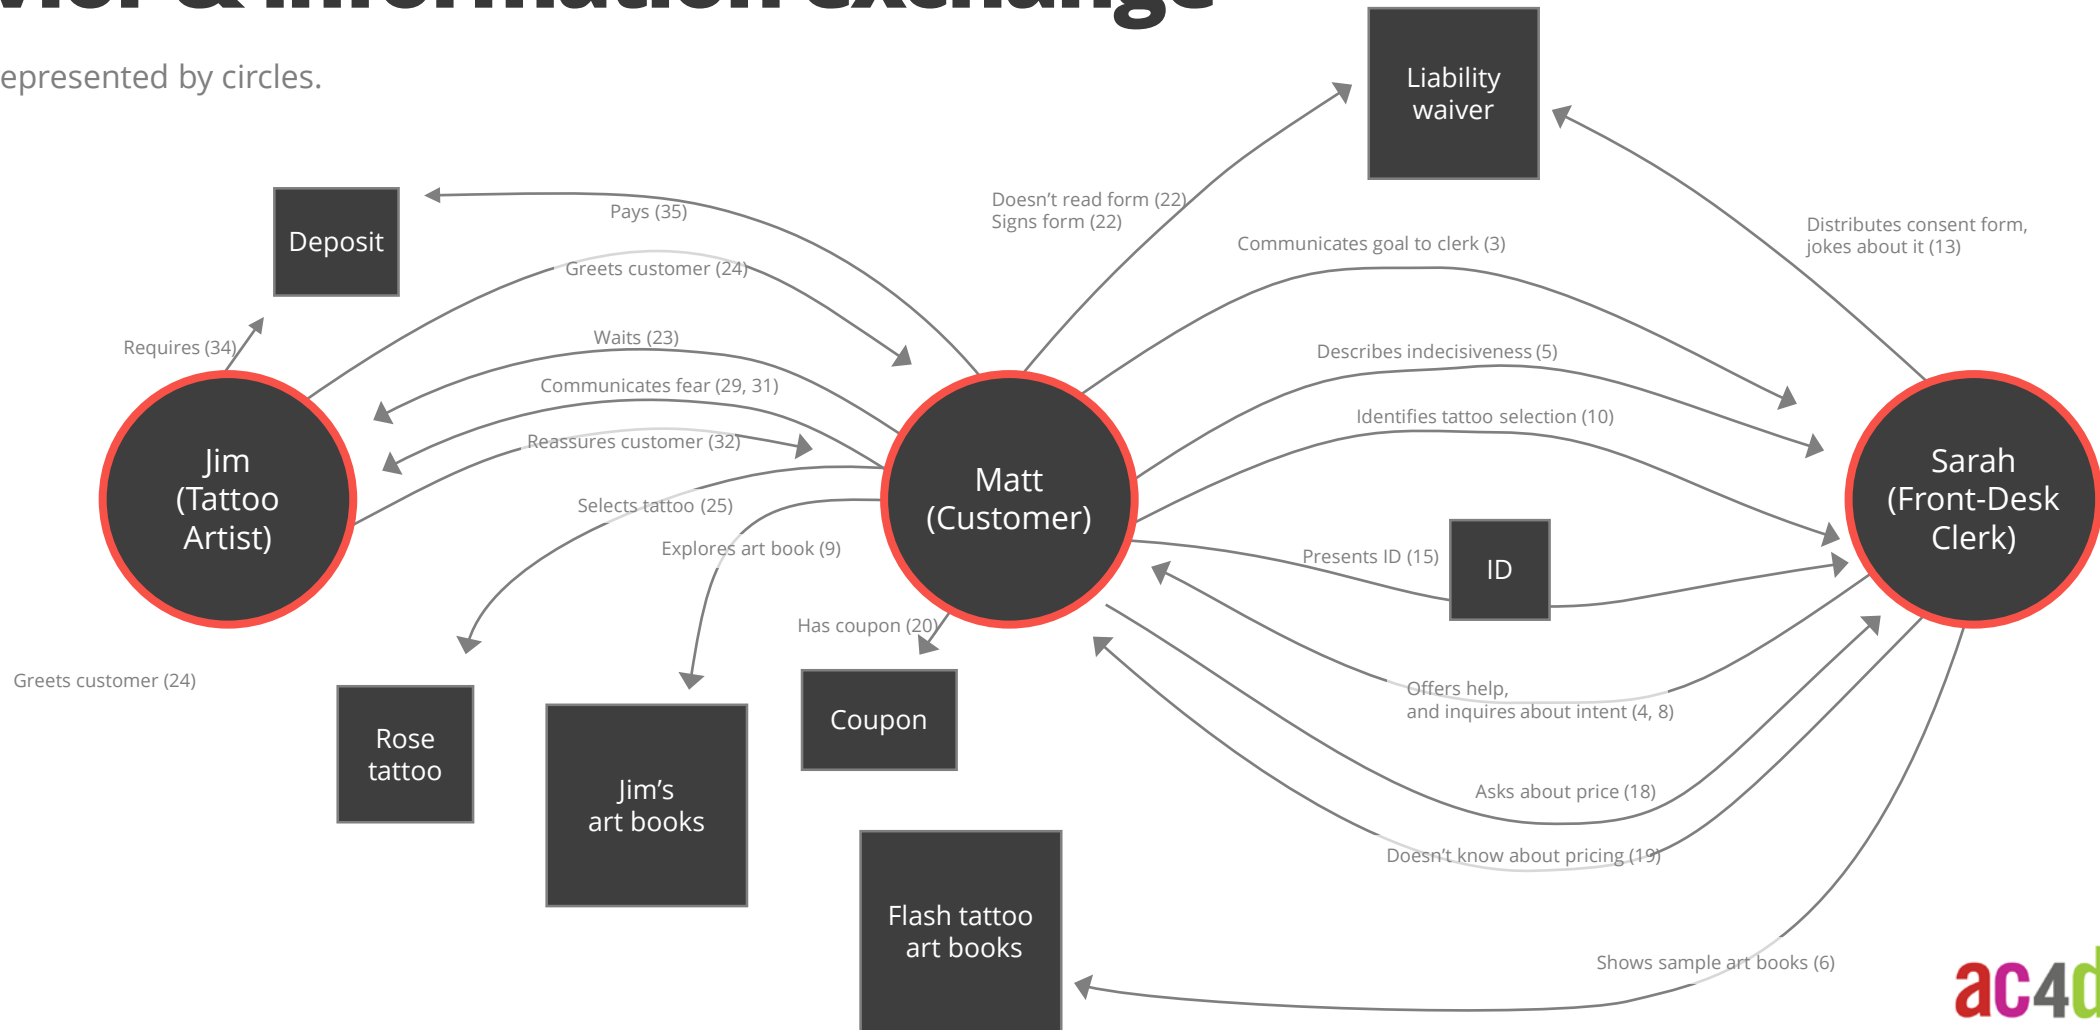 & information exchange
epresented by circles.
Liability
waiver
Deposit
Pays (35)
Doesn't read form (22)
Signs form (22)
Distributes consent form,
jokes about it (13)
Communicates goal to clerk (3)
Greets customer (24)
Requires (34)
Waits (23)
Describes indecisiveness (5)
Communicates fear (29, 31)
Identifies tattoo selection (10)
Reassures customer (32)
Jim
(Tattoo
Artist)
Matt
(Customer)
Sarah
(Front-Desk
Clerk)
Selects tattoo (25)
Explores art book (9)
Presents ID (15)
ID
Has coupon (20)
Greets customer (24)
Offers help,
and inquires about intent (4, 8)
Rose
tattoo
Jim's
art books
Coupon
Asks about price (18)
Doesn't know about pricing (19)
Flash tattoo
art books
Shows sample art books (6)
ac4d